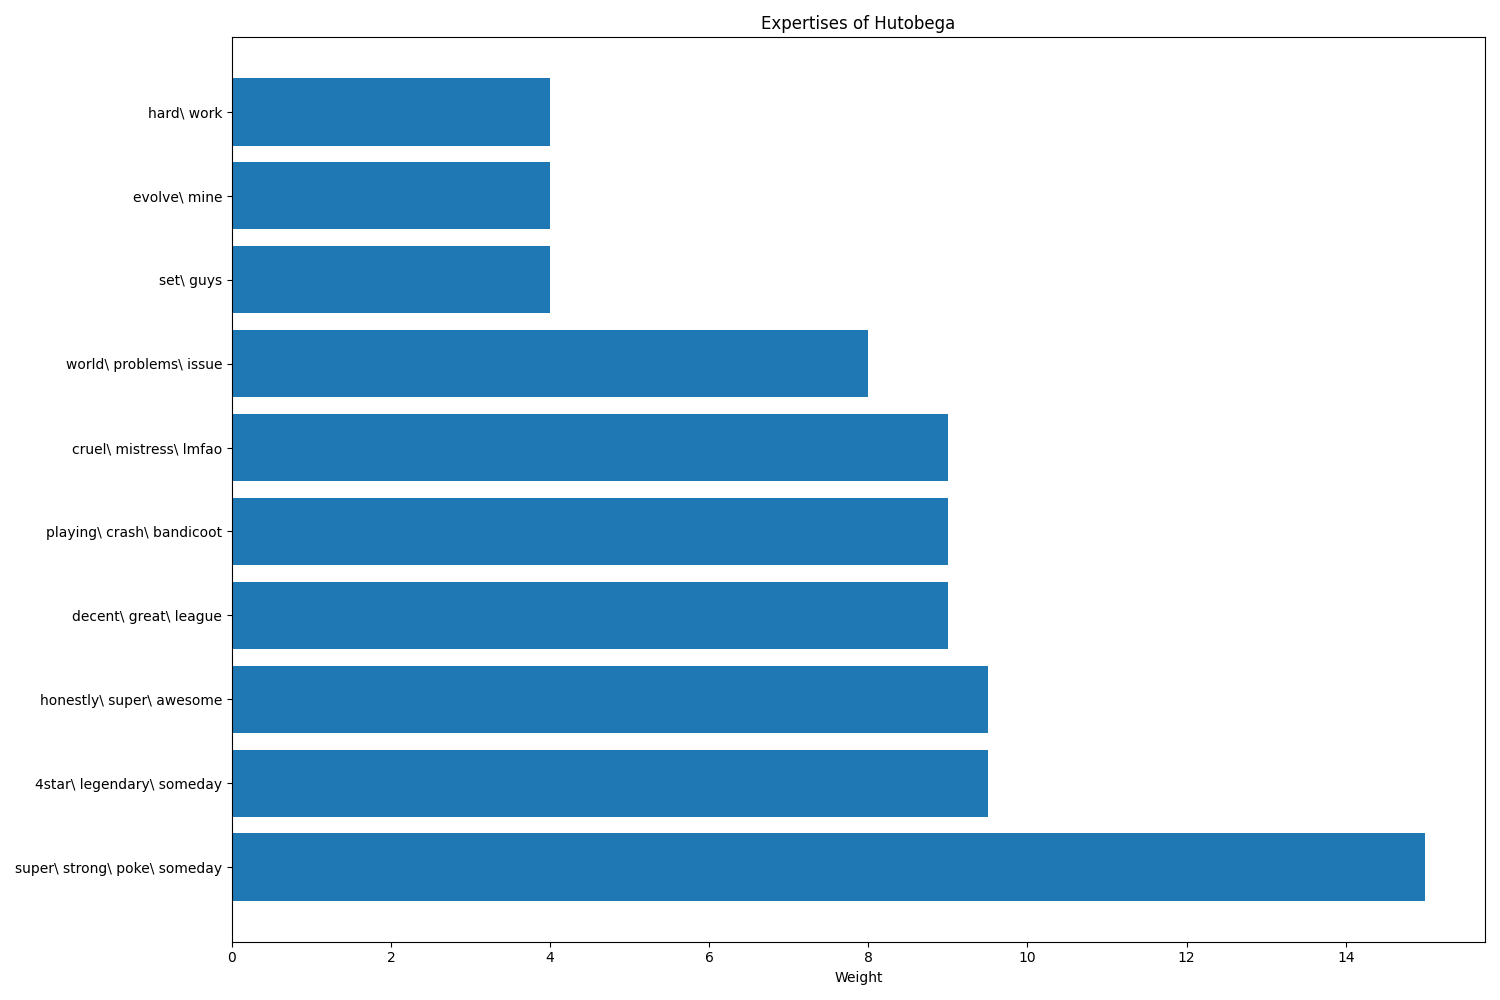 Expertises of Hutobega
hard\ work
evolve\ mine
set\ guys
world\ problems\ issue
cruel\ mistress\ lmfao
playing\ crash\ bandicoot
decent\ great\ league
honestly\ super\ awesome
4star\ legendary\ someday
super\ strong\ poke\ someday
0 2 4 6 8 10 12 14
Weight